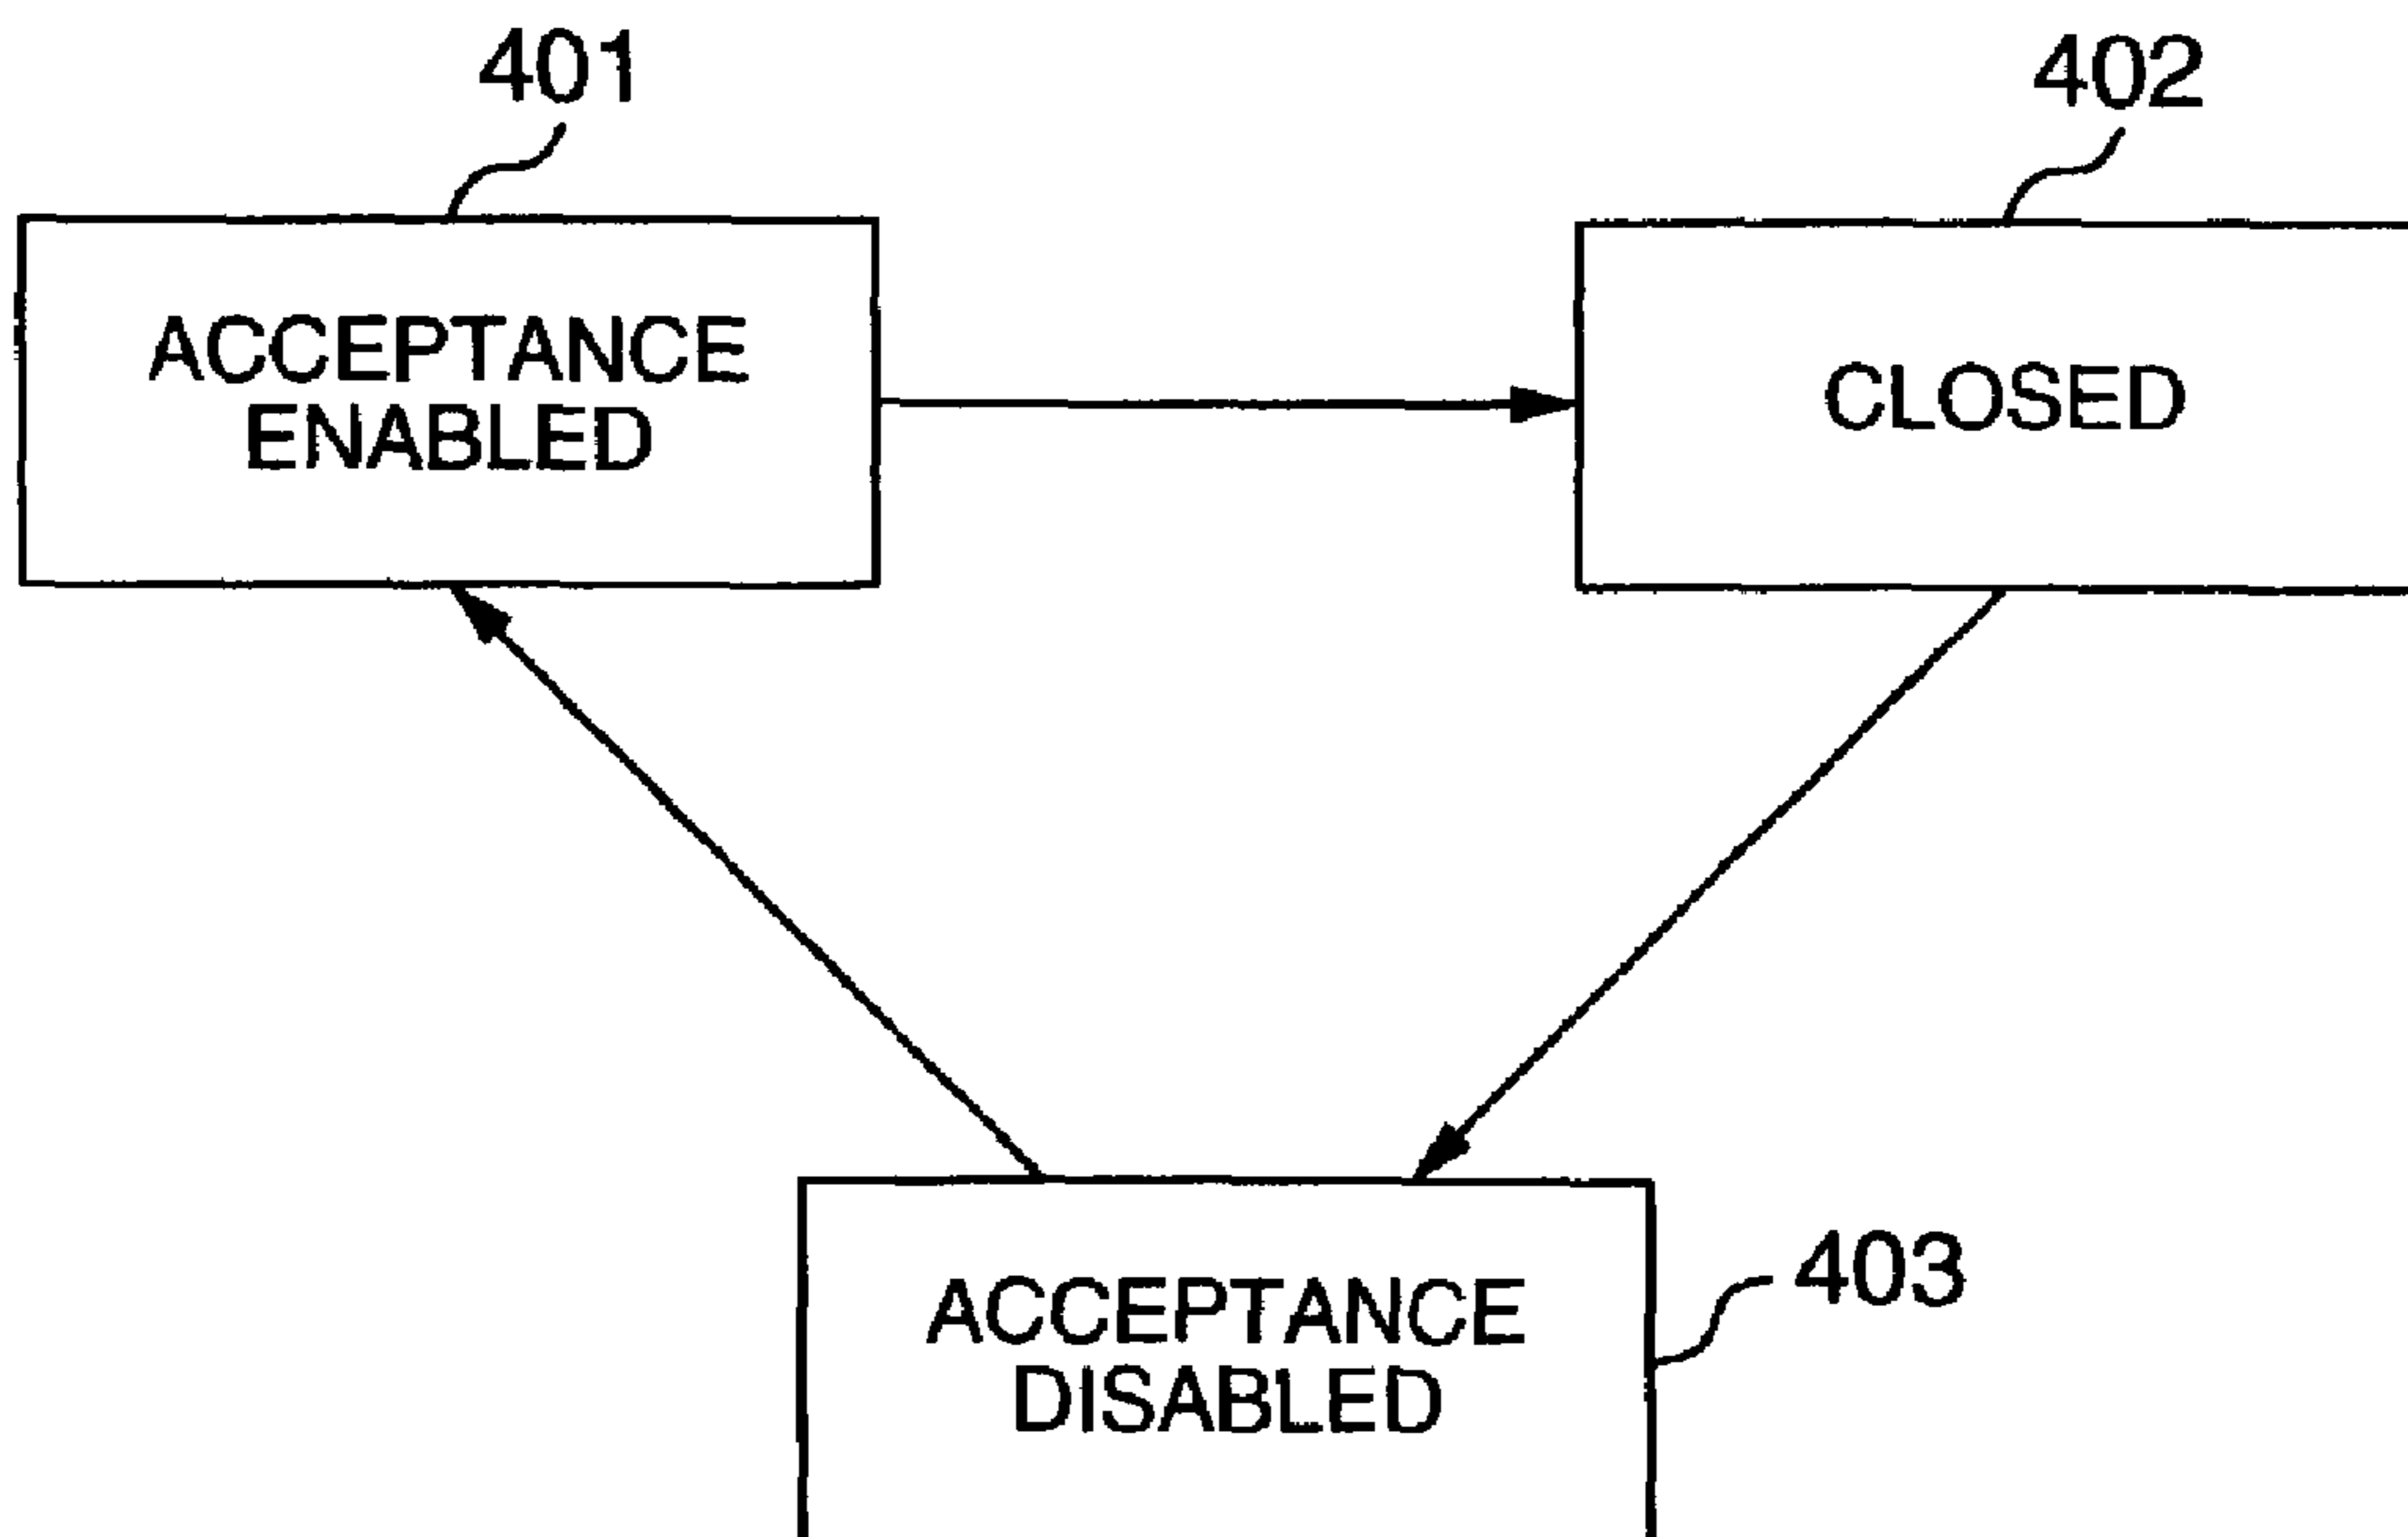 401
402
ACCEPTANCE
ENABLED
CLOSED
ACCEPTANCE
DISABLED
403